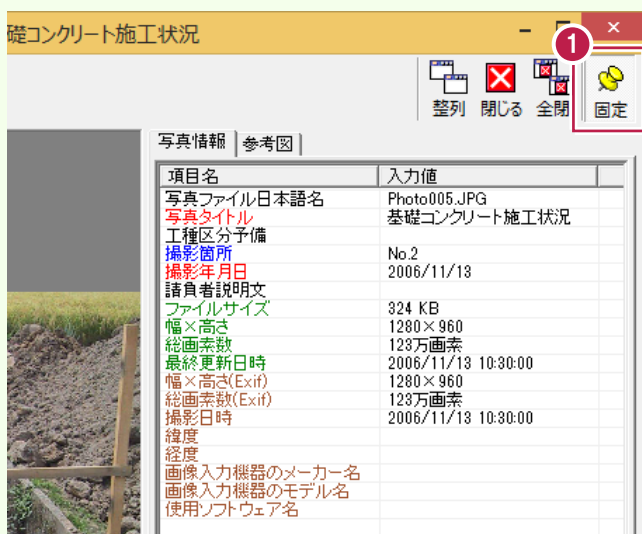 礎コンクリート施工状況
1
整列 閉じる 全閉 固定
写真情報 参考図
項目名 入力値
写真ファイル日本語名 Photo005.JPG
写真タイトル 基礎コンクリート施工状況
工種区分予備
撮影箇所 No.2
撮影年月日 2006/11/13
請負者説明文
ファイルサイズ 324 KB
幅×高さ 1280×960
総画素数 123万画素
最終更新日時 2006/11/13 10:30:00
幅×高さ(Exif) 1280×960
総画素数(Exif) 123万画素
撮影日時 2006/11/13 10:30:00
緯度
経度
画像入力機器のメーカー名
画像入力機器のモデル名
使用ソフトウェア名